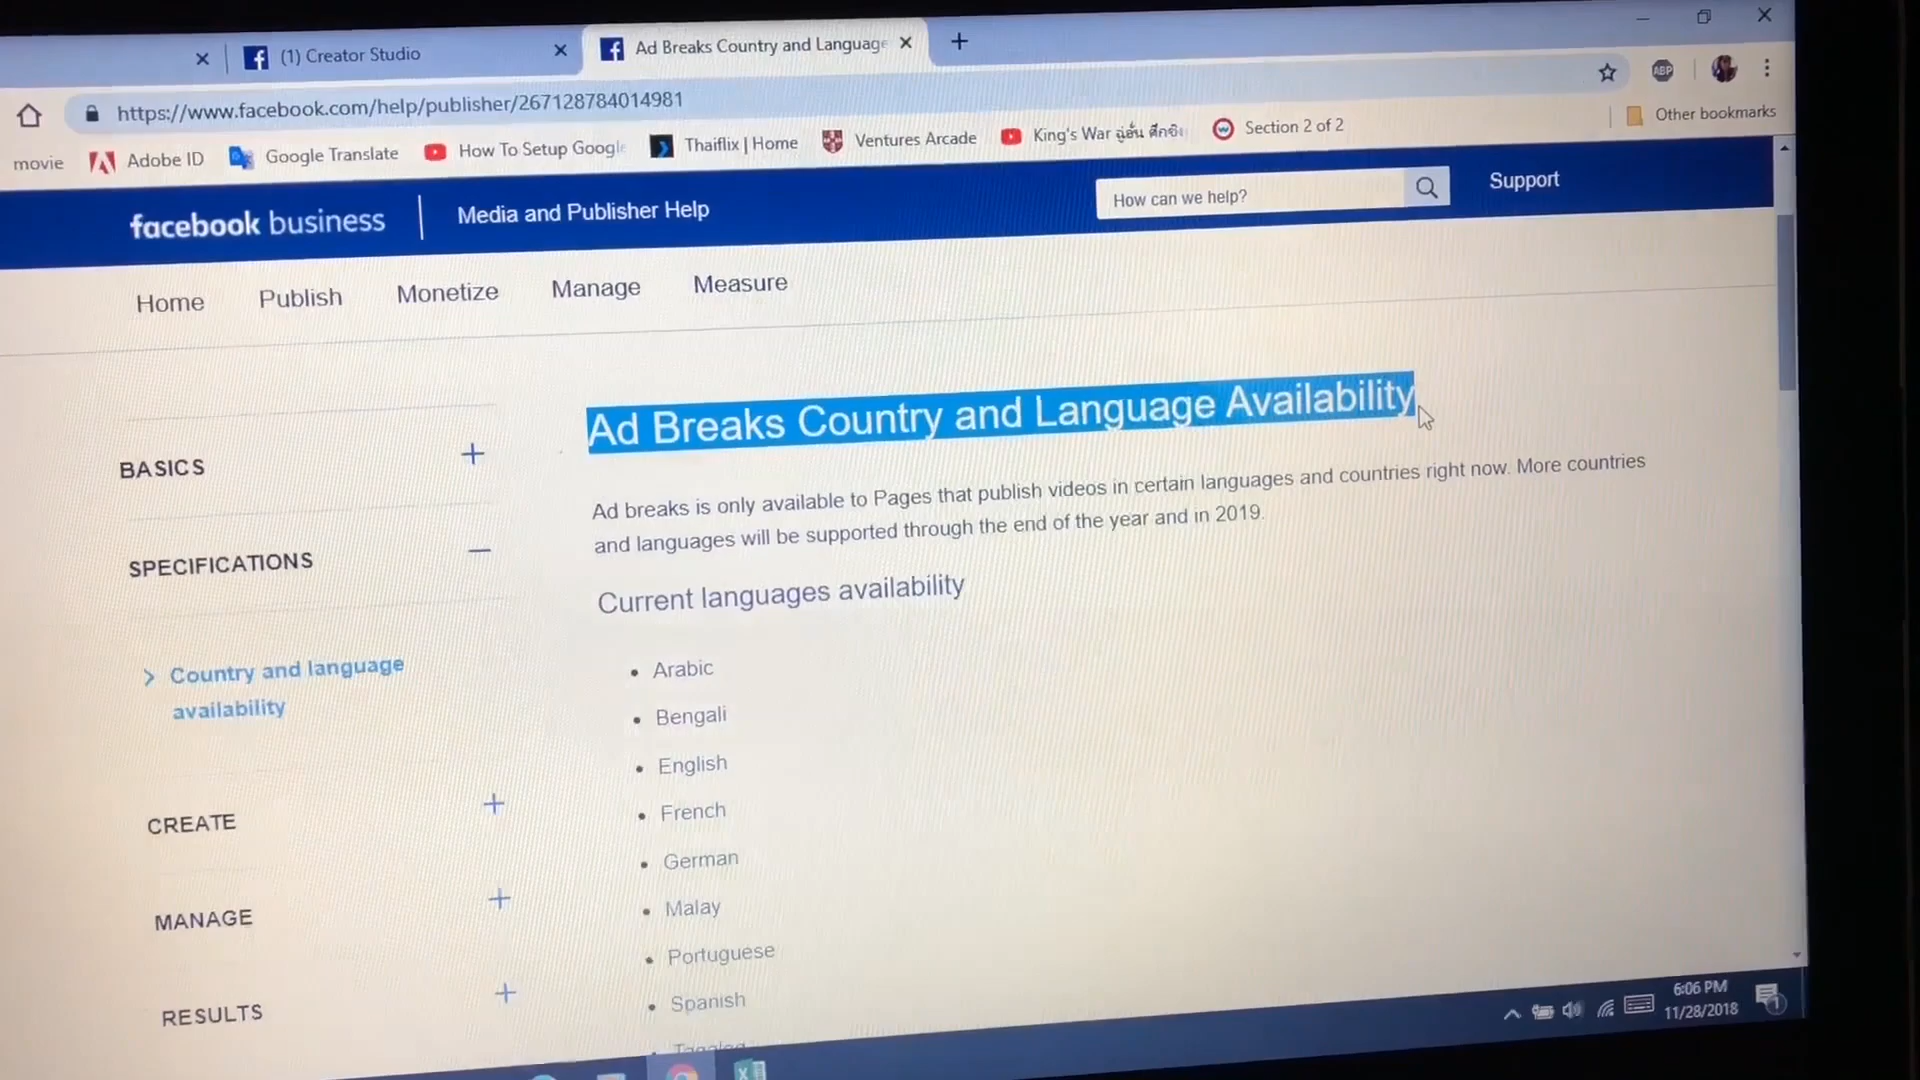 (1) Creator Studio
Ad Breaks Country and Language
https://www.facebook.com/help/publisher/267128784014981
ABP
movie
Adobe ID
Google Translate
How To Setup Googl
Thaiflix | Home
Ventures Arcade
King's War
Section 2 of 2
Other bookmarks
facebook business
Media and Publisher Help
How can we help?
Support
Home
Publish
Monetize
Manage
Measure
BASICS
SPECIFICATIONS
Country and language
availability
CREATE
MANAGE
RESULTS
Ad Breaks Country and Language Availability
Ad breaks is only available to Pages that publish videos in certain languages and countries right now. More countries
and languages will be supported through the end of the year and in 2019.
Current languages availability
Arabic
Bengali
English
French
German
Malay
Portuguese
Spanish
6:06 PM
11/28/2018
1